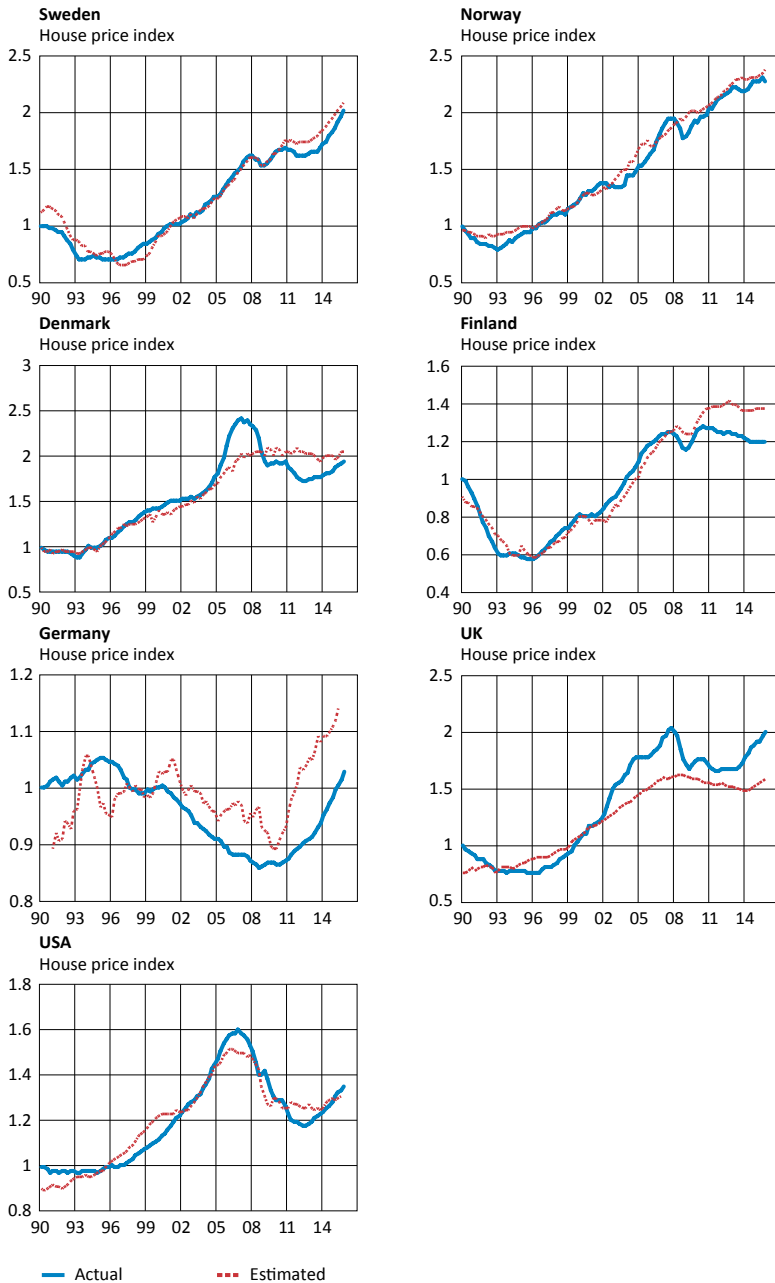 Sweden
House price index
2.5
2
1.5
1
0.5
90 93 96 99 02 05 08 11 14
Norway
House price index
2.5
2
1.5
1
0.5
90 93 96 99 02 05 08 11 14
Denmark
House price index
3
2.5
2
1.5
1
0.5
90 93 96 99 02 05 08 11 14
Finland
House price index
1.6
1.4
1.2
1.0
0.8
0.6
0.4
90 93 96 99 02 05 08 11 14
Germany
House price index
1.2
1.1
1.0
0.9
0.8
90 93 96 99 02 05 08 11 14
UK
House price index
2.5
2
1.5
1
0.5
90 93 96 99 02 05 08 11 14
USA
House price index
1.8
1.6
1.4
1.2
1
0.8
90 93 96 99 02 05 08 11 14
Actual Estimated